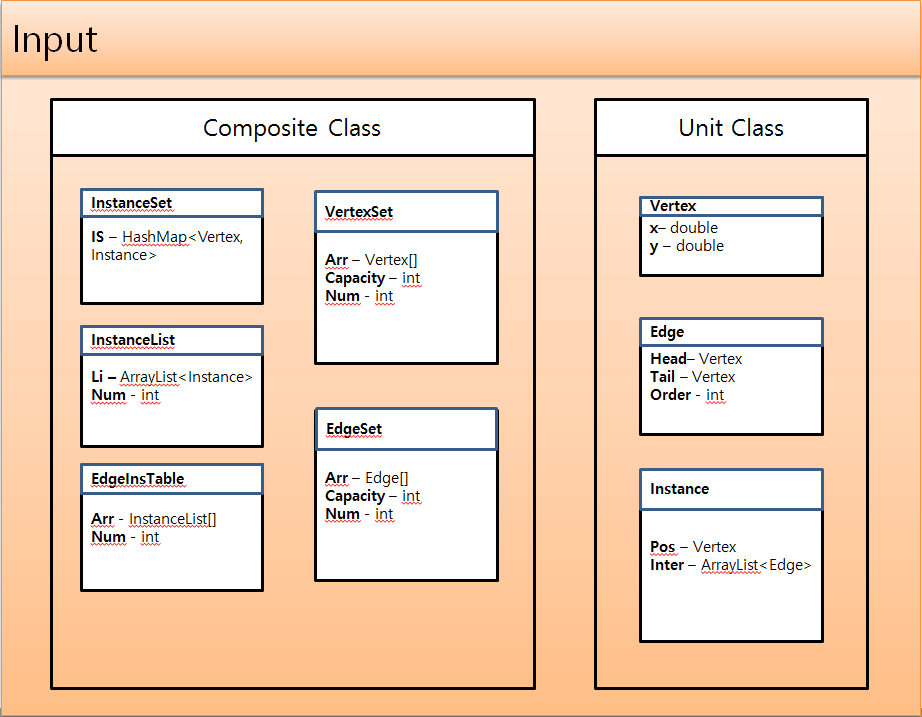 Input
Composite Class
InstanceSet
IS – HashMap<Vertex,
Instance>
InstanceList
Li – ArrayList<Instance>
Num - int
EdgeInsTable
Arr - InstanceList[]
Num - int
VertexSet
Arr – Vertex[]
Capacity – int
Num - int
EdgeSet
Arr – Edge[]
Capacity – int
Num - int
Unit Class
Vertex
x– double
y – double
Edge
Head– Vertex
Tail – Vertex
Order - int
Instance
Pos – Vertex
Inter – ArrayList<Edge>